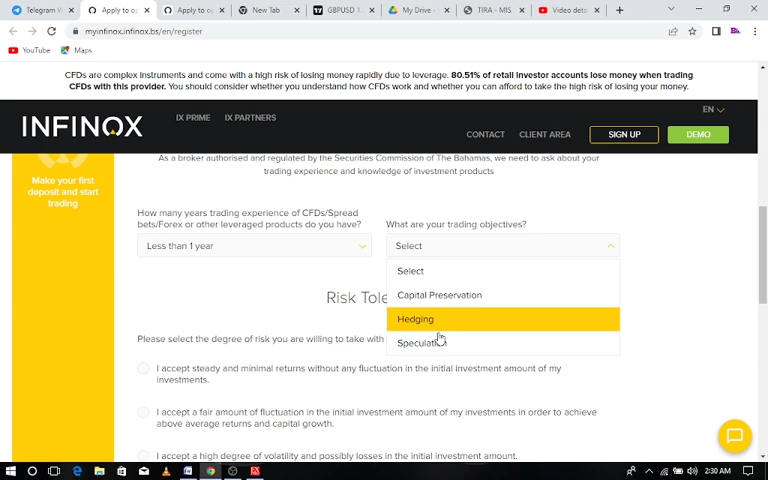 Telegram W
Apply to op
Apply to op
New Tab
GBPUSD 1.
My Drive -
TIRA - MIS
Video deta
myinfinox.infinox.bs/en/register
YouTube
Maps
CFDs are complex instruments and come with a high risk of losing money rapidly due to leverage. 80.51% of retail investor accounts lose money when trading
CFDs with this provider. You should consider whether you understand how CFDs work and whether you can afford to take the high risk of losing your money.
INFINOX
IX PRIME
IX PARTNERS
EN
CONTACT
CLIENT AREA
SIGN UP
DEMO
Make your first
deposit and start
trading
As a broker authorised and regulated by the Securities Commission of The Bahamas, we need to ask about your
trading experience and knowledge of investment products
How many years trading experience of CFDs/Spread
bets/Forex or other leveraged products do you have?
Less than 1 year
What are your trading objectives?
Select
Select
Capital Preservation
Hedging
Speculation
Risk Tole
Please select the degree of risk you are willing to take with
I accept steady and minimal returns without any fluctuation in the initial investment amount of my
investments.
I accept a fair amount of fluctuation in the initial investment amount of my investments in order to achieve
above average returns and capital growth.
I accept a high degree of volatility and possibly losses in the initial investment amount.
2:30 AM